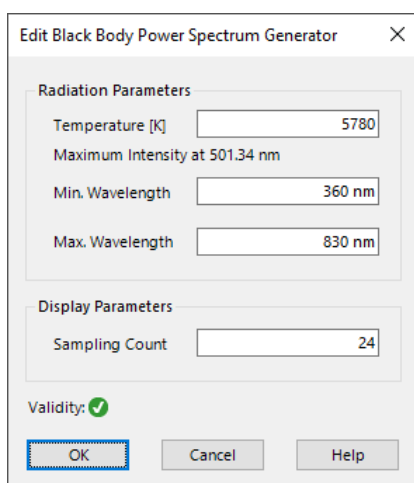 Edit Black Body Power Spectrum Generator
Radiation Parameters
Temperature [K] 5780
Maximum Intensity at 501.34 nm
Min. Wavelength 360 nm
Max. Wavelength 830 nm
Display Parameters
Sampling Count 24
Validity:
OK Cancel Help